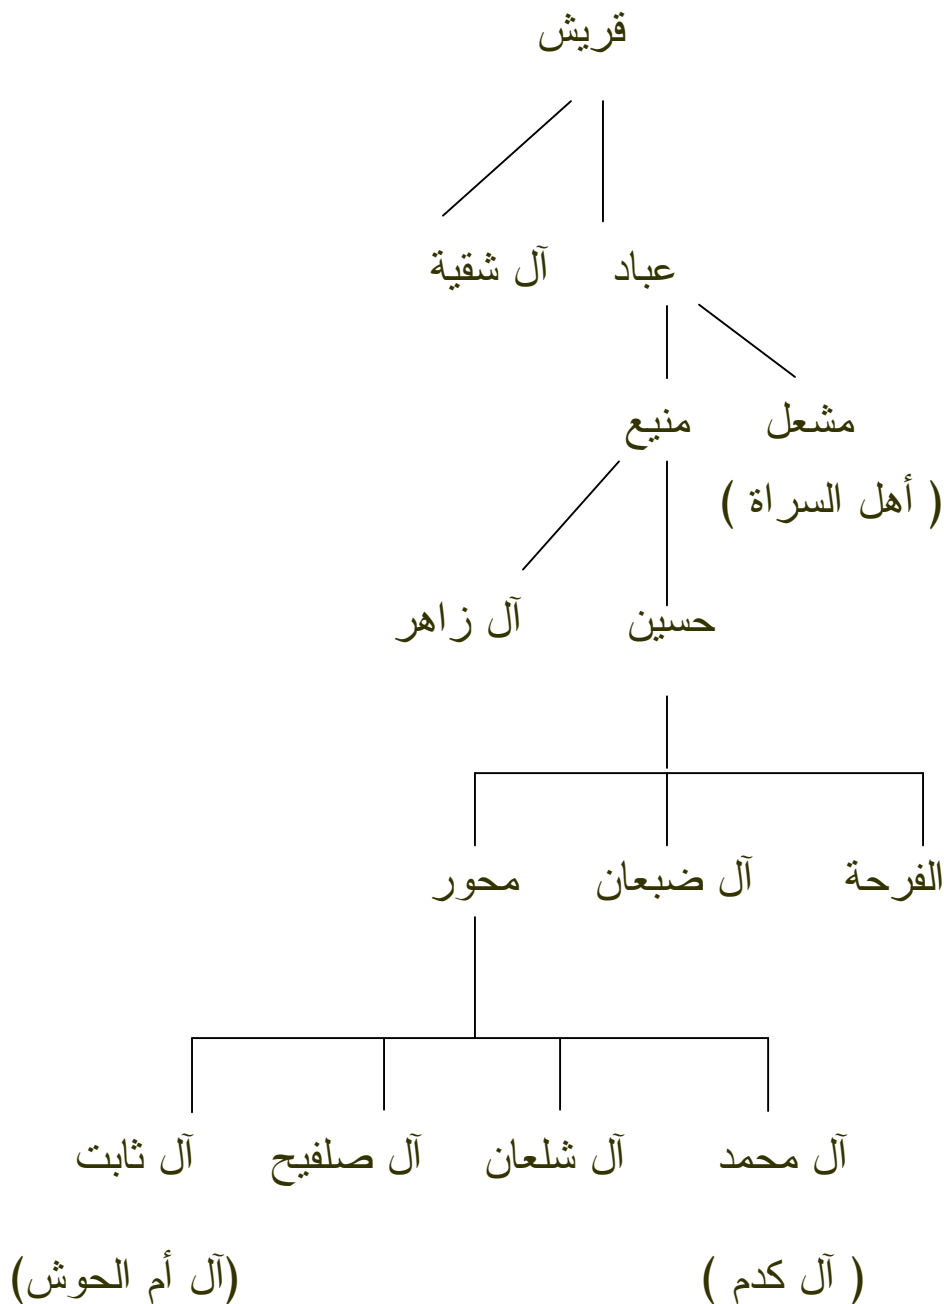 قريش
عباد آل شقية
مشعل منيع
( أهل السراة )
حسين آل زاهر
الفرحة آل ضبعان محور
آل محمد آل شلعان آل صلفيح آل ثابت
( آل كدم ) (آل أم الحوش)